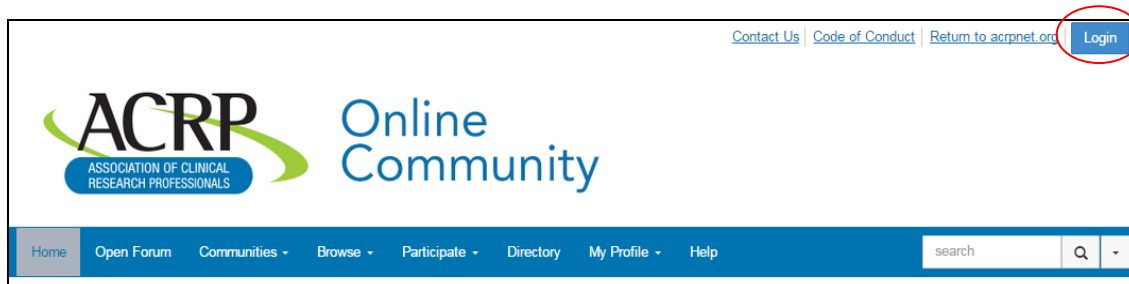 Contact Us Code of Conduct Return to acrpnet.org Login
ACRP
ASSOCIATION OF CLINICAL
RESEARCH PROFESSIONALS
Online
Community
Home Open Forum Communities Browse Participate Directory My Profile Help search